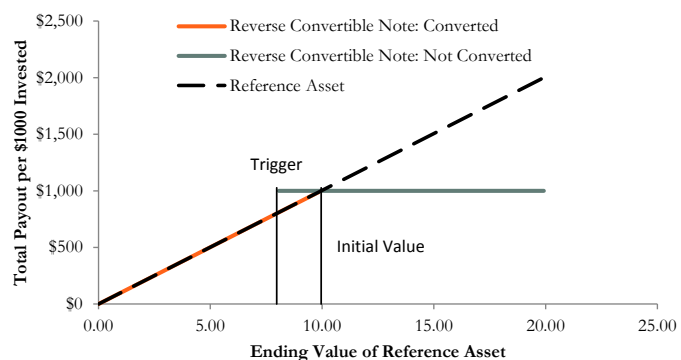 Total Payout per $1000 Invested
$2,500
$2,000
$1,500
$1,000
$500
$0
Reverse Convertible Note: Converted
Reverse Convertible Note: Not Converted
Reference Asset
Trigger
Initial Value
0.00 5.00 10.00 15.00 20.00 25.00
Ending Value of Reference Asset